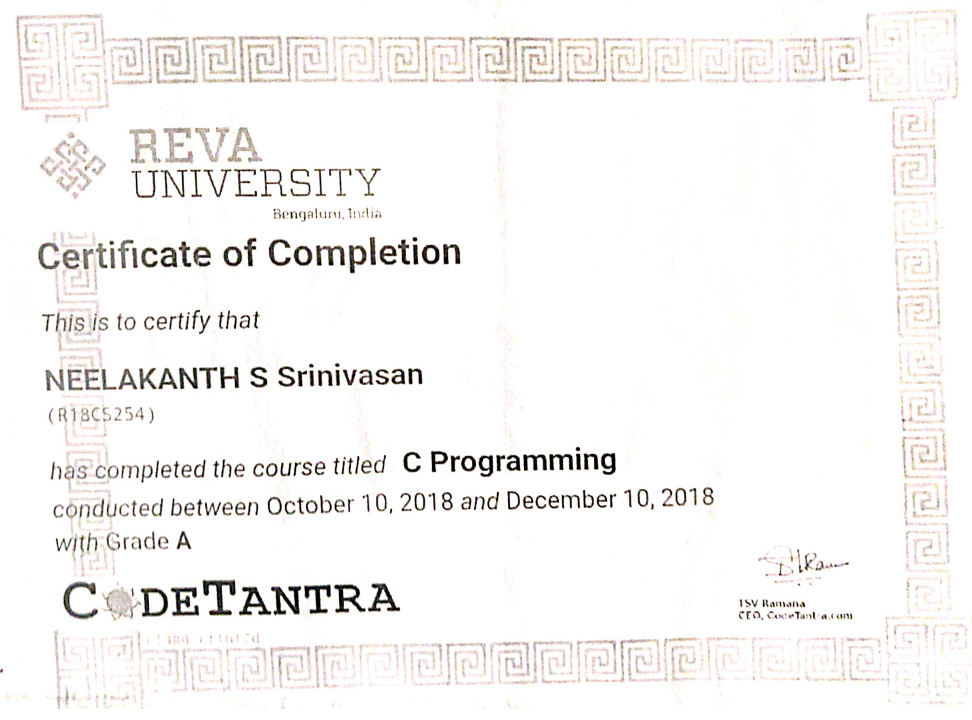 REVA
UNIVERSITY
Bengaluru, India
Certificate of Completion
This is to certify that
NEELAKANTH S Srinivasan
(R18CS254)
has completed the course titled C Programming
conducted between October 10, 2018 and December 10, 2018
with Grade A
CODETANTRA
TSV Ramana
CEO, CodeTantra.com